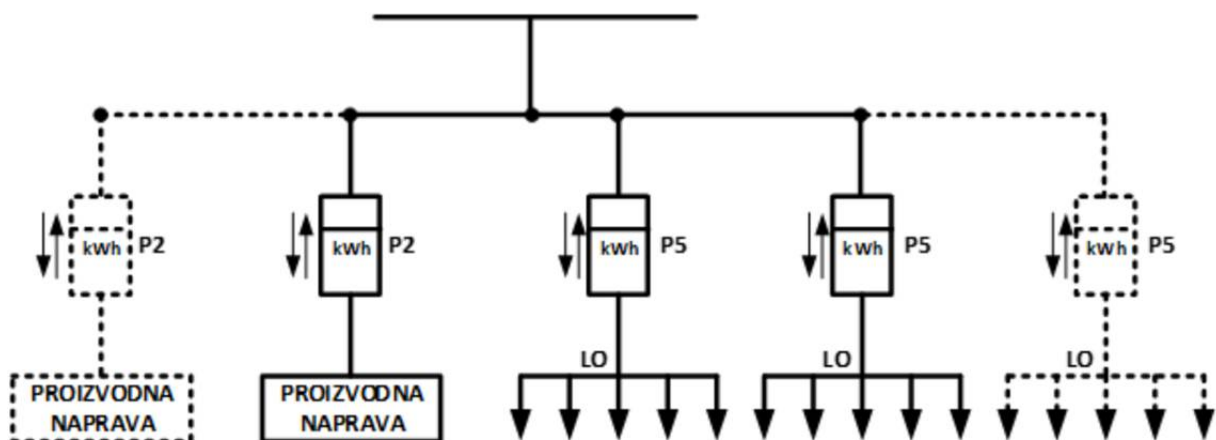 kWh P2
kWh P2
kWh P5
kWh P5
kWh P5
LO
LO
LO
PROIZVODNA
NAPRAVA
PROIZVODNA
NAPRAVA